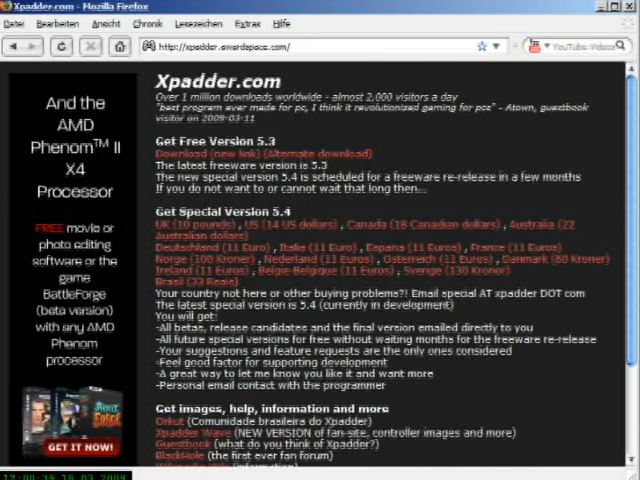 Xpadder.com - Mozilla Firefox
Datei Bearbeiten Ansicht Chronik Lesezeichen Extras Hilfe
http://xpadder.awardspace.com/
YouTube-Videos
Xpadder.com
Over 1 million downloads worldwide - almost 2,000 visitors a day
"best program ever made for pc, I think it revolutionized gaming for pcs" - Atown, guestbook
visitor on 2009-03-11
Get Free Version 5.3
Download (new link) (Alternate download)
The latest freeware version is 5.3
The new special version 5.4 is scheduled for a freeware re-release in a few months
If you do not want to or cannot wait that long then...
Get Special Version 5.4
UK (10 pounds) , US (14 US dollars) , Canada (18 Canadian dollars) , Australia (22
Australian dollars)
Deutschland (11 Euro) , Italia (11 Euro) , Espana (11 Euro) , France (11 Euros)
Norge (100 Kroner) , Nederland (11 Euros) , Osterreich (11 Euros) , Danmark (80 Kroner)
Ireland (11 Euros) , Belgie-Belgique (11 Euros) , Sverige (130 Kronor)
Brasil (33 Reais)
Your country not here or other buying problems?! Email special AT xpadder DOT com
The latest special version is 5.4 (currently in development)
You will get:
-All betas, release candidates and the final version emailed directly to you
-All future special versions for free without waiting months for the freeware re-release
-Your suggestions and feature requests are the only ones considered
-Feel good factor for supporting development
-A great way to let me know you like it and want more
-Personal email contact with the programmer
Get images, help, information and more
Orkut (Comunidade brasileira do Xpadder)
Xpadder Wave (NEW VERSION of fan-site, controller images and more)
Guestbook (what do you think of Xpadder?)
BlackHole (the first ever fan forum)
And the
AMD
Phenom™ II
X4
Processor
FREE movie or
photo editing
software or the
game
BattleForge
(beta version)
with any AMD
Phenom
processor
GET IT NOW!